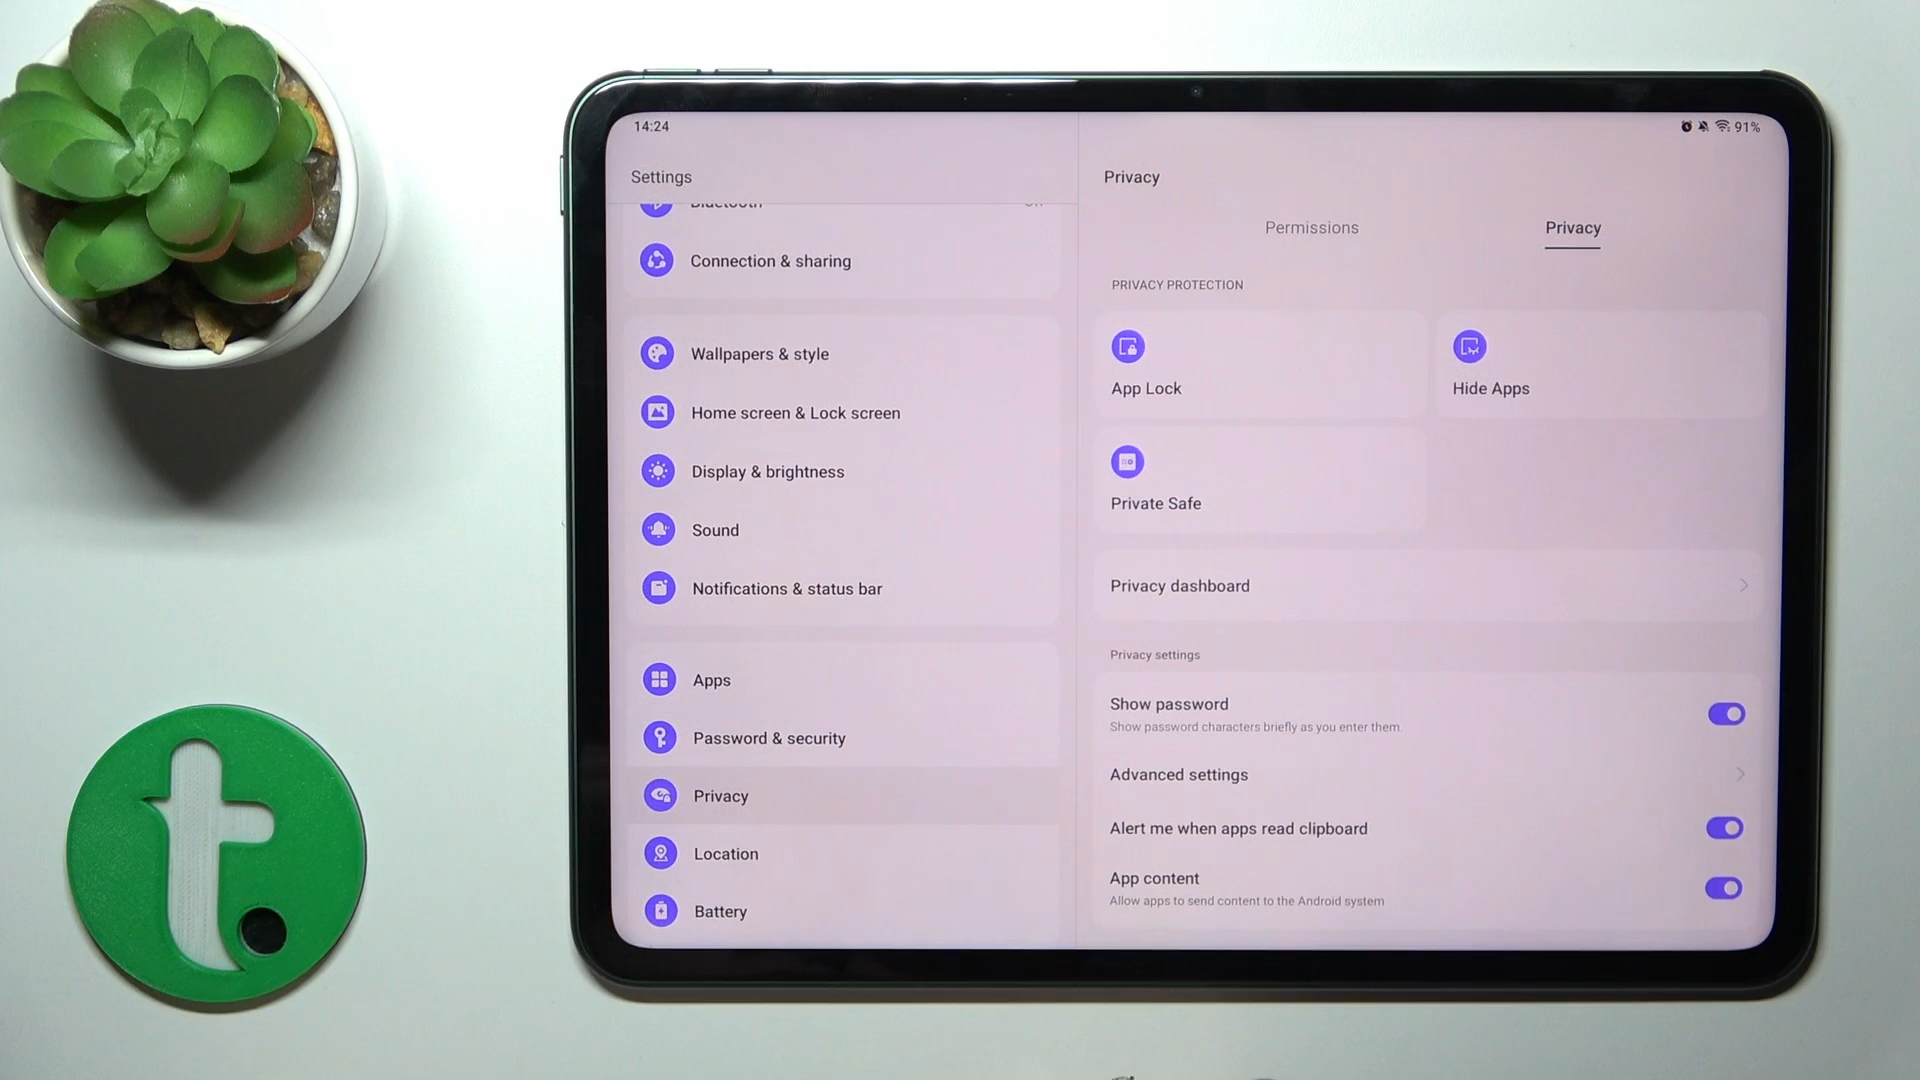 14:24
91%
Settings
Bluetooth
Connection & sharing
Wallpapers & style
Home screen & Lock screen
Display & brightness
Sound
Notifications & status bar
Apps
Password & security
Privacy
Location
Battery
Privacy
Permissions
Privacy
PRIVACY PROTECTION
App Lock
Hide Apps
Private Safe
Privacy dashboard
Privacy settings
Show password
Show password characters briefly as you enter them.
Advanced settings
Alert me when apps read clipboard
App content
Allow apps to send content to the Android system
t.